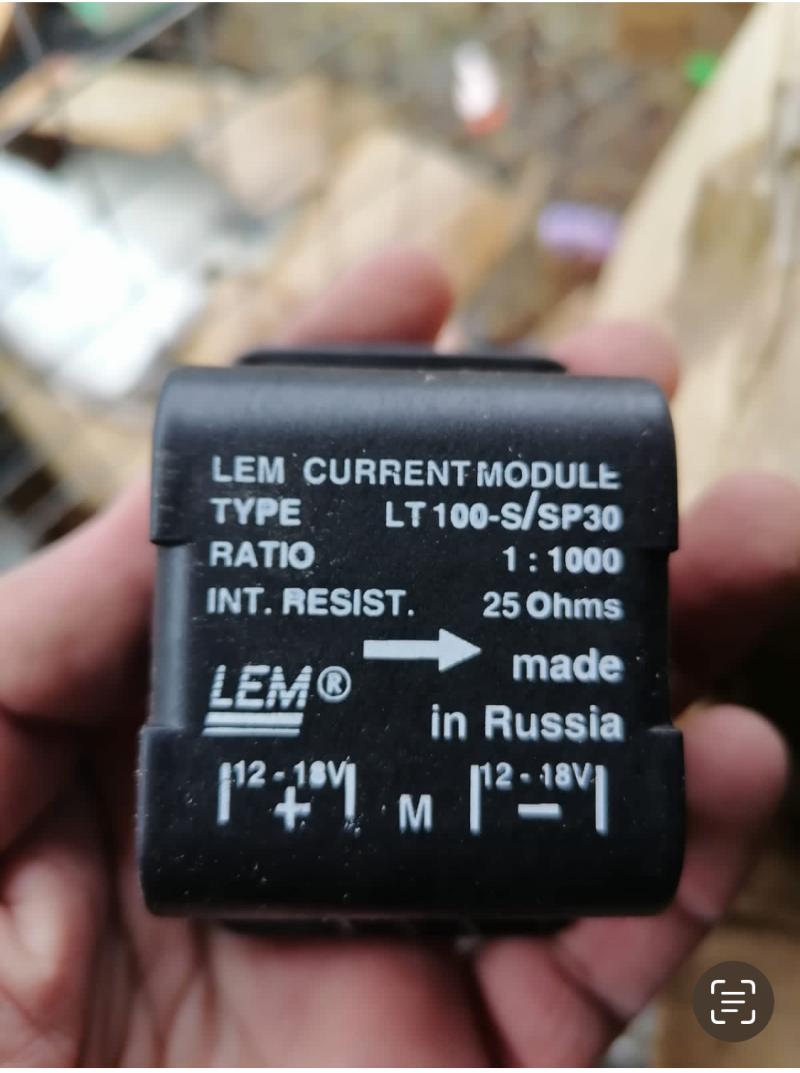 LEM CURRENT MODULE
TYPE LT 100-S/SP30
RATIO 1 : 1000
INT. RESIST. 25 Ohms
made
LEM®
in Russia
12 - 18V 12 - 18V
+ M −